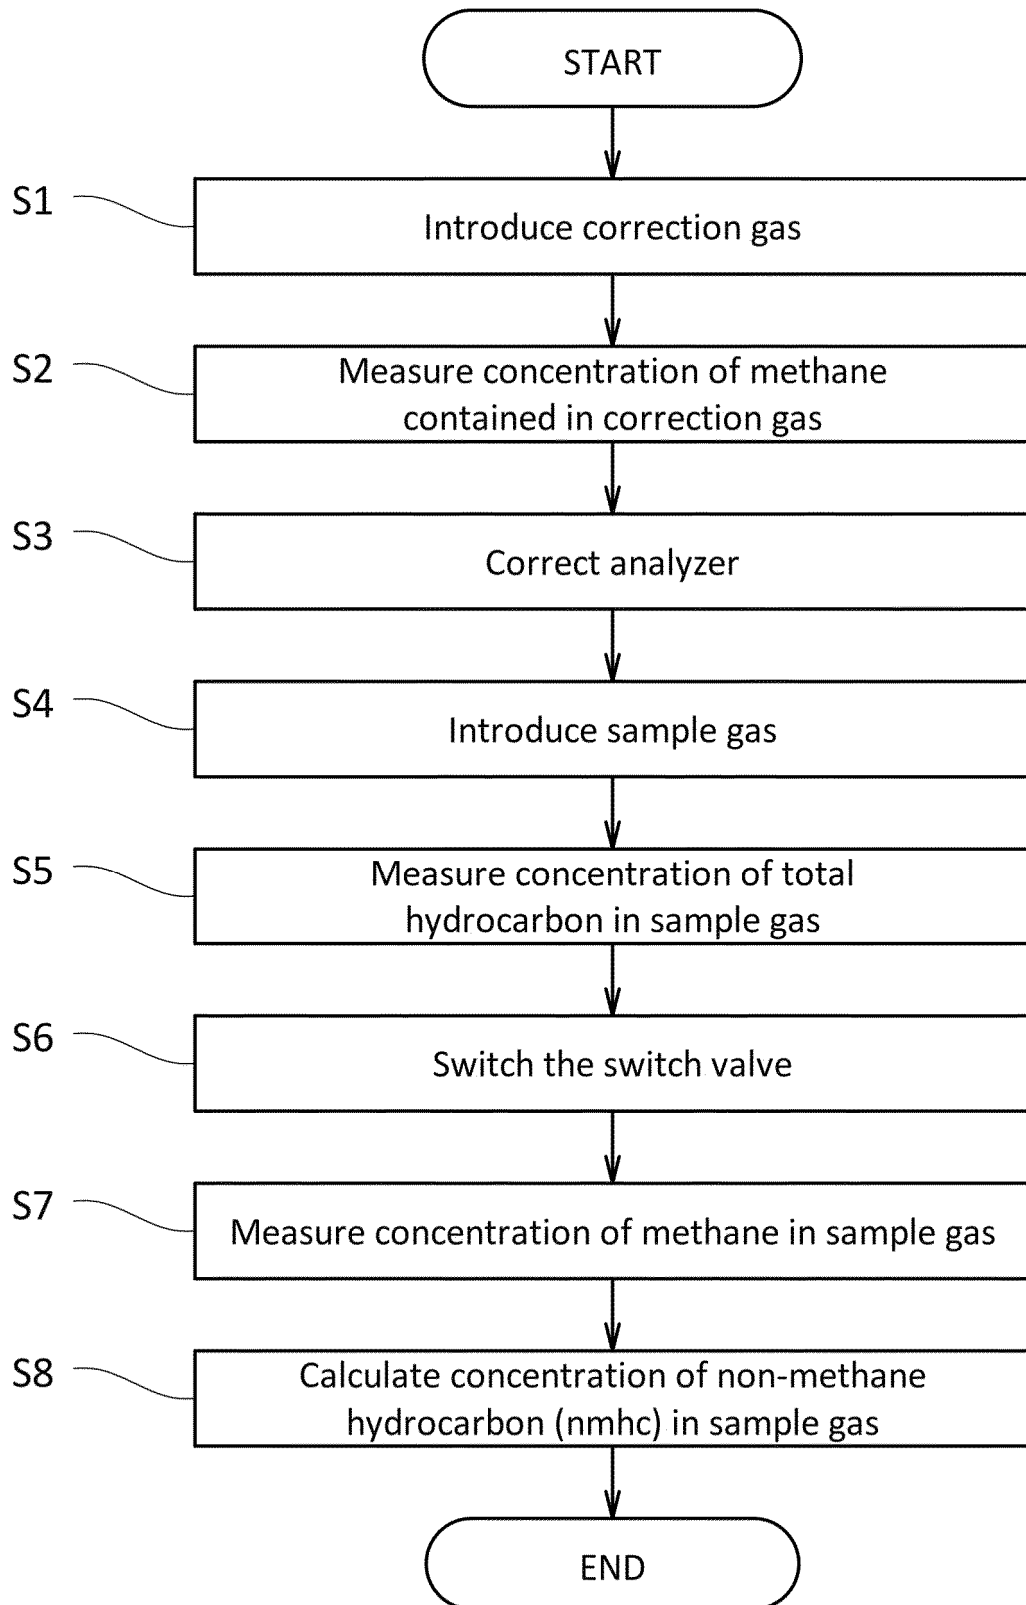 START
S1
Introduce correction gas
S2
Measure concentration of methane
contained in correction gas
S3
Correct analyzer
S4
Introduce sample gas
S5
Measure concentration of total
hydrocarbon in sample gas
S6
Switch the switch valve
S7
Measure concentration of methane in sample gas
S8
Calculate concentration of non-methane
hydrocarbon (nmhc) in sample gas
END